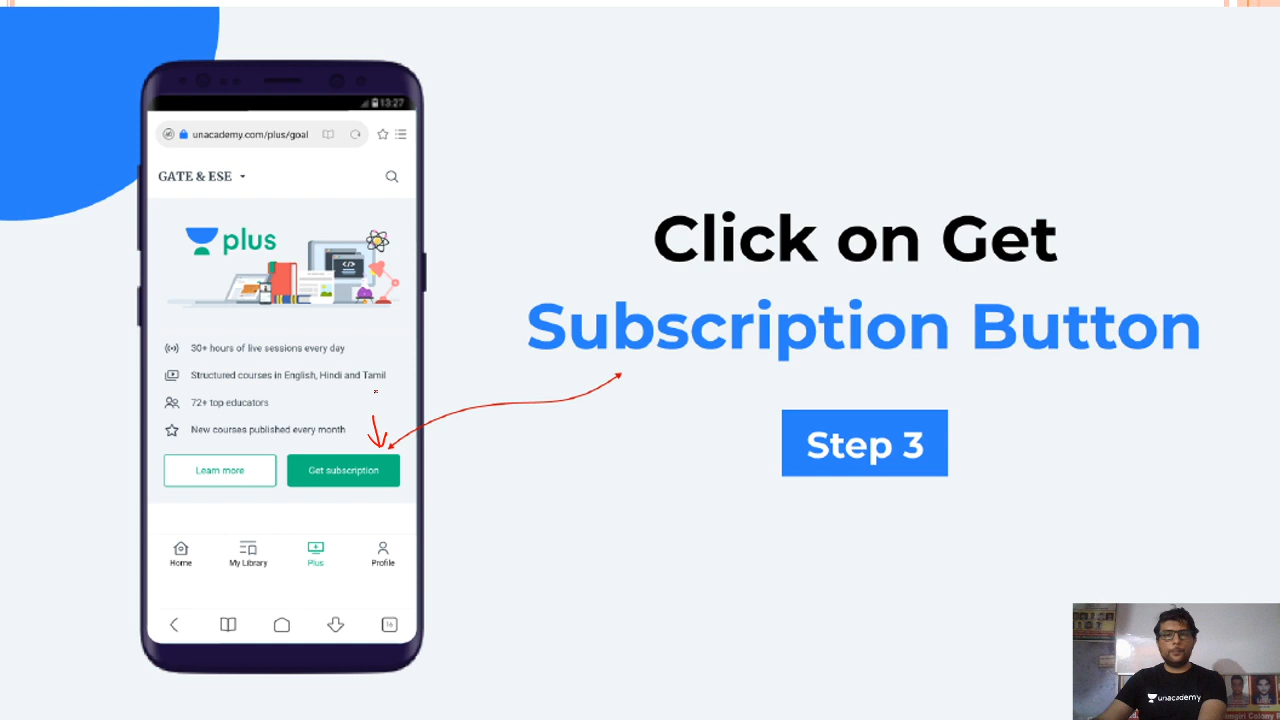 13:27
unacademy.com/plus/goal
GATE & ESE
plus
30+ hours of live sessions every day
Structured courses in English, Hindi and Tamil
72+ top educators
New courses published every month
Learn more
Get subscription
Home
My Library
Plus
Profile
16
Click on Get
Subscription Button
Step 3
unacademy